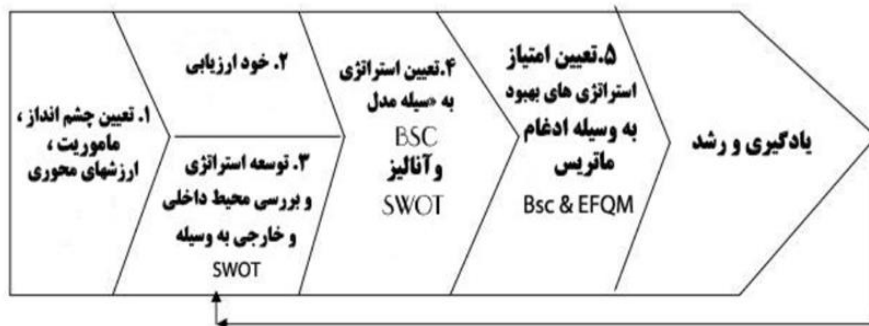 ۱. تعیین چشم انداز ،
ماموریت ،
ارزشهای محوری
۲. خود ارزیابی
۳. توسعه استراتژی
و بررسی محیط داخلی
و خارجی به وسیله
SWOT
۴.تعیین استراتژی
به «سیله مدل
BSC
وآنالیز
SWOT
۵.تعیین امتیاز
استراتژی های بهبود
به وسیله ادغام
ماتریس
Bsc & EFQM
یادگیری و رشد